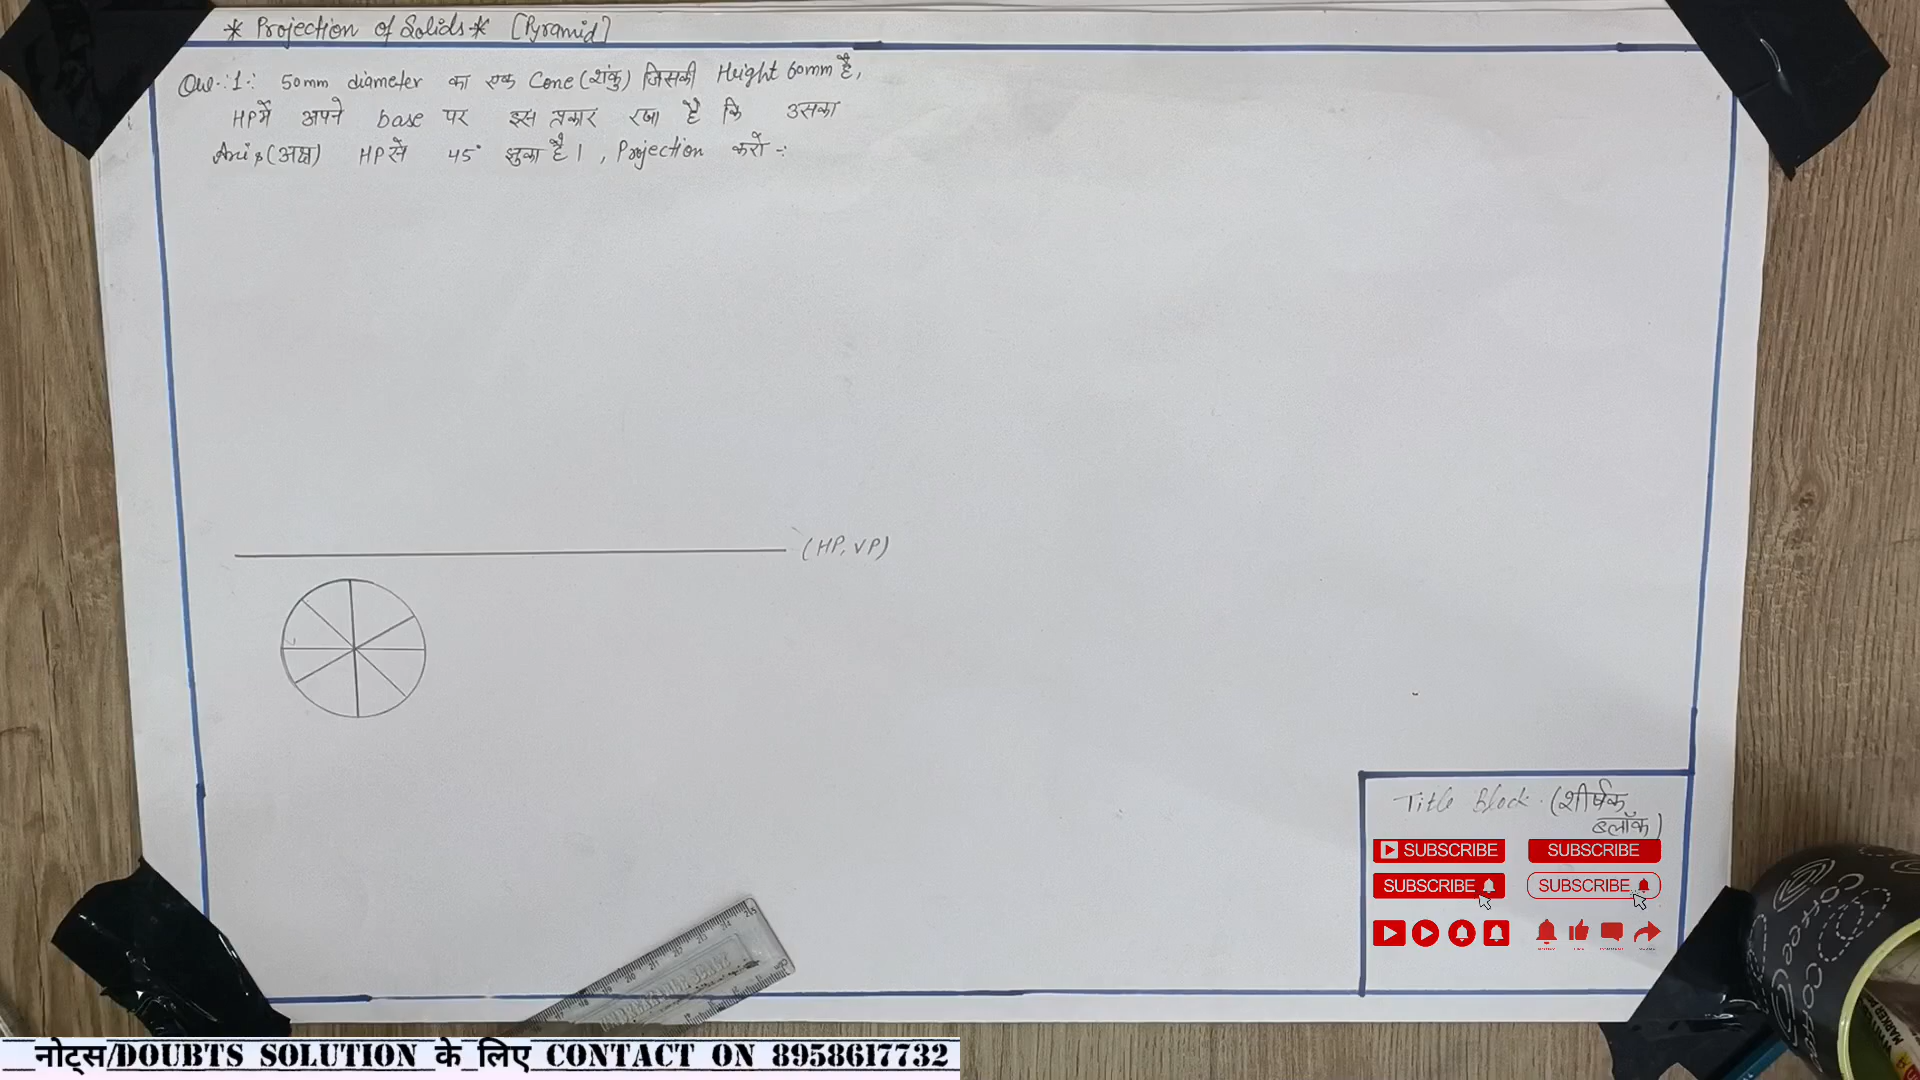 * Projection of Solids * [Pyramid]
Que.:1.: 50mm diameter का एक Cone (शंकु) जिसकी Height 60mm है,
HP में अपने base पर इस प्रकार रखा है कि उसका
Axis (अक्ष) HP से 45° झुका है। , Projection करो -:
(HP, VP)
Title Block. (शीर्षक
ब्लॉक)
SUBSCRIBE SUBSCRIBE
SUBSCRIBE SUBSCRIBE
नोट्स/DOUBTS SOLUTION के लिए CONTACT ON 8958617732